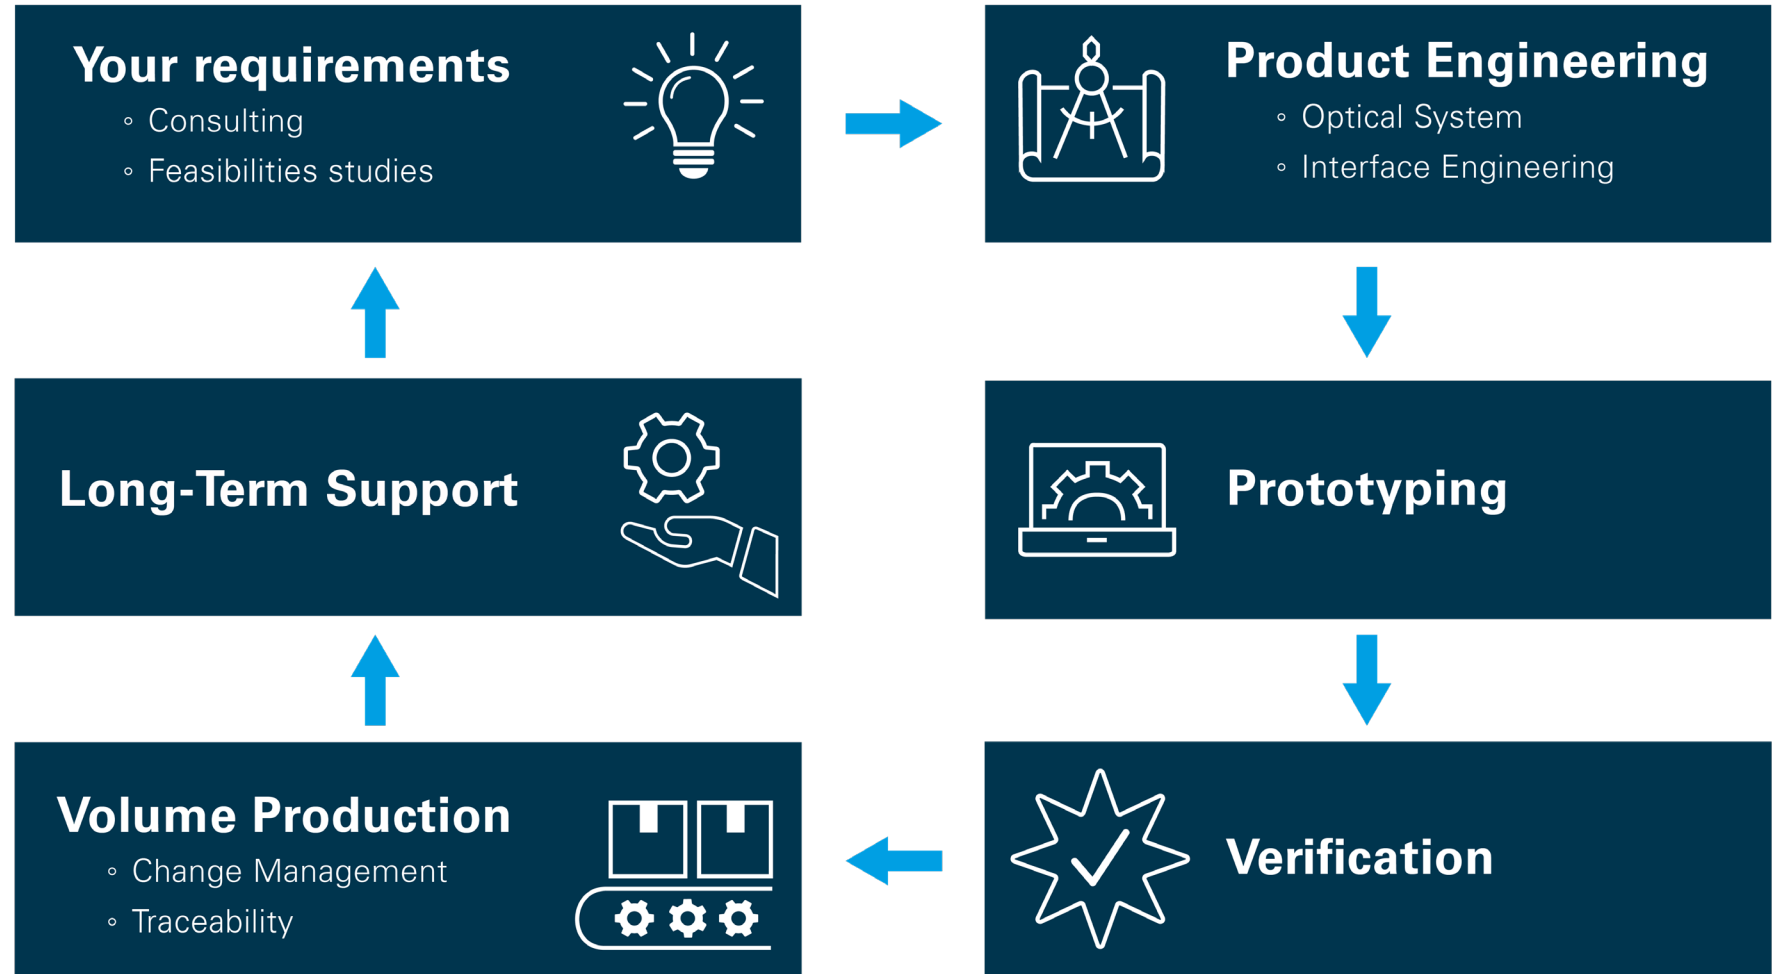 Your requirements
◦ Consulting
◦ Feasibilities studies
Product Engineering
◦ Optical System
◦ Interface Engineering
Long-Term Support
Prototyping
Volume Production
◦ Change Management
◦ Traceability
Verification